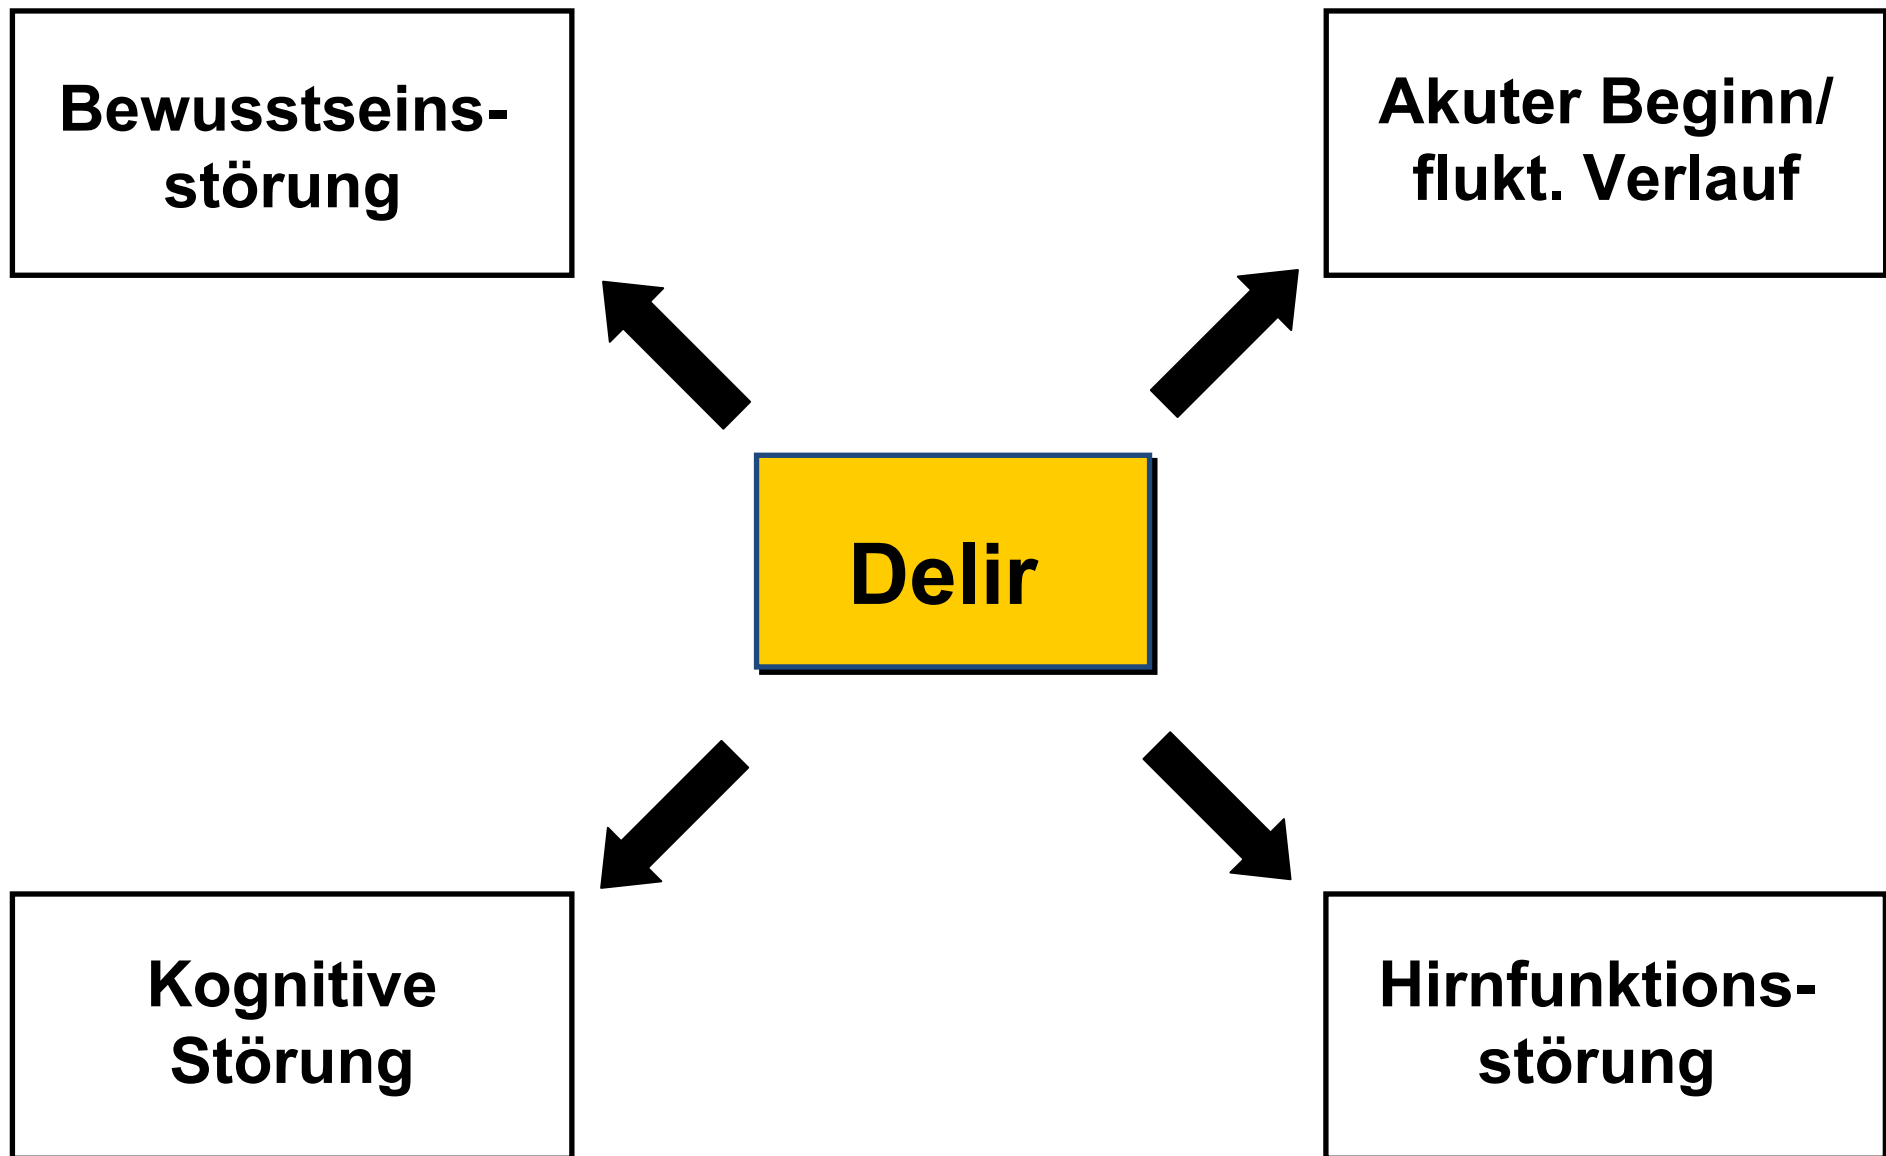 Bewusstseins-
störung
Akuter Beginn/
flukt. Verlauf
Delir
Kognitive
Störung
Hirnfunktions-
störung